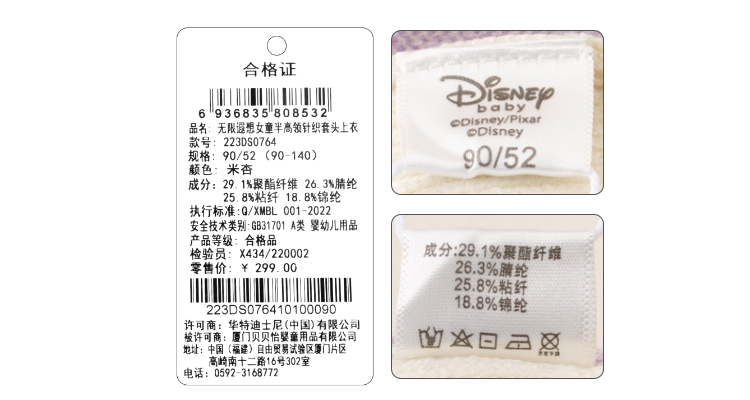 合格证
6 936835 808532
品名: 无限遐想女童半高领针织套头上衣
款号: 223DS0764
规格: 90/52 (90-140)
颜色: 米杏
成分: 29.1%聚酯纤维 26.3%腈纶
25.8%粘纤 18.8%锦纶
执行标准:Q/XMBL 001-2022
安全技术类别:GB31701 A类 婴幼儿用品
产品等级: 合格品
检验员: X434/220002
零售价: ¥ 299.00
223DS076410100090
许可商: 华特迪士尼(中国)有限公司
被许可商: 厦门贝贝怡婴童用品有限公司
地址: 中国(福建)自由贸易试验区厦门片区
高崎南十二路16号302室
电话: 0592-3168772
Disney
baby
©Disney/Pixar
©Disney
90/52
成分:29.1%聚酯纤维
26.3%腈纶
25.8%粘纤
18.8%锦纶